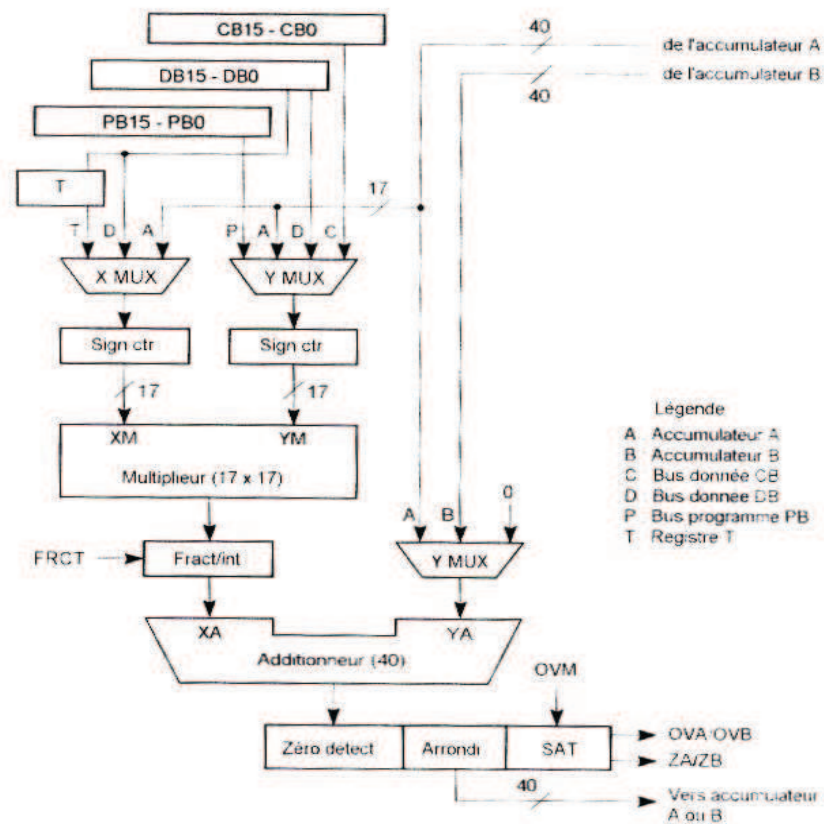 CB15 - CB0
40
de l'accumulateur A
DB15 - DB0
de l'accumulateur B
40
PB15 - PB0
T
17
T D A
P A D C
X MUX
Y MUX
Sign ctr
Sign ctr
17
17
XM
YM
Multiplieur (17 x 17)
Légende
A Accumulateur A
B Accumulateur B
C Bus donnée CB
D Bus donnée DB
P Bus programme PB
T Registre T
A B 0
FRCT
Fract/int
Y MUX
XA
YA
Additionneur (40)
OVM
Zéro detect
Arrondi
SAT
OVA/OVB
ZA/ZB
40
Vers accumulateur
A ou B